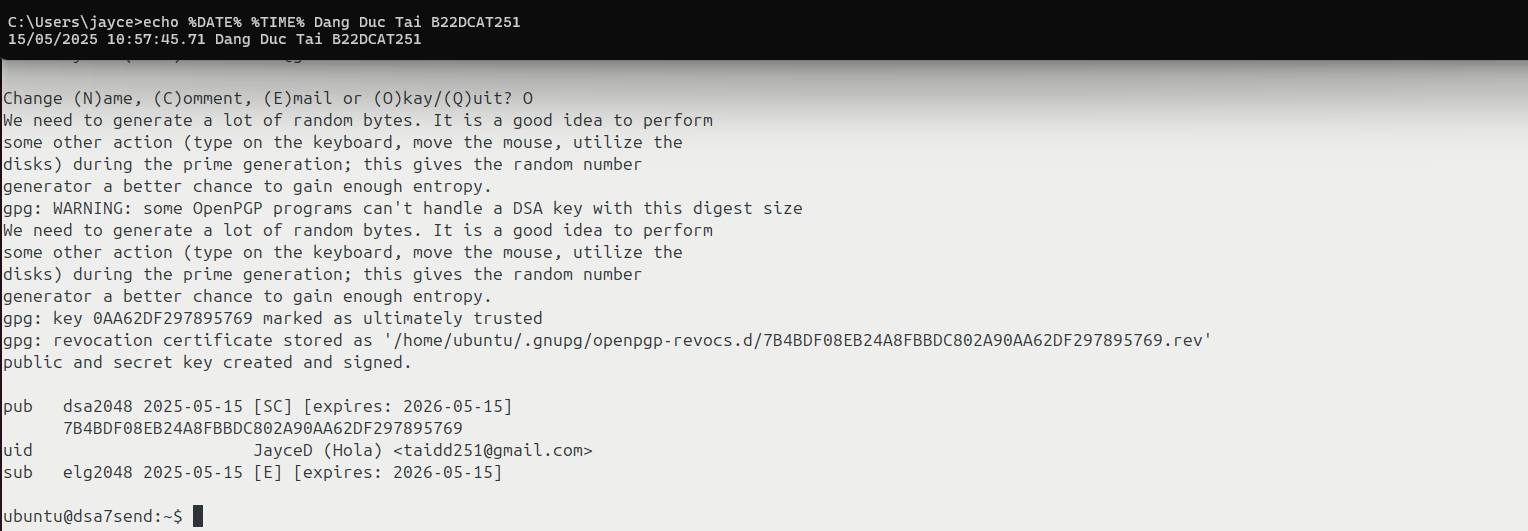 C:\Users\jayce>echo %DATE% %TIME% Dang Duc Tai B22DCAT251
15/05/2025 10:57:45.71 Dang Duc Tai B22DCAT251
Change (N)ame, (C)omment, (E)mail or (O)kay/(Q)uit? O
We need to generate a lot of random bytes. It is a good idea to perform
some other action (type on the keyboard, move the mouse, utilize the
disks) during the prime generation; this gives the random number
generator a better chance to gain enough entropy.
gpg: WARNING: some OpenPGP programs can't handle a DSA key with this digest size
We need to generate a lot of random bytes. It is a good idea to perform
some other action (type on the keyboard, move the mouse, utilize the
disks) during the prime generation; this gives the random number
generator a better chance to gain enough entropy.
gpg: key 0AA62DF297895769 marked as ultimately trusted
gpg: revocation certificate stored as '/home/ubuntu/.gnupg/openpgp-revocs.d/7B4BDF08EB24A8FBBDC802A90AA62DF297895769.rev'
public and secret key created and signed.
pub   dsa2048 2025-05-15 [SC] [expires: 2026-05-15]
      7B4BDF08EB24A8FBBDC802A90AA62DF297895769
uid                      JayceD (Hola) <taidd251@gmail.com>
sub   elg2048 2025-05-15 [E] [expires: 2026-05-15]
ubuntu@dsa7send:~$